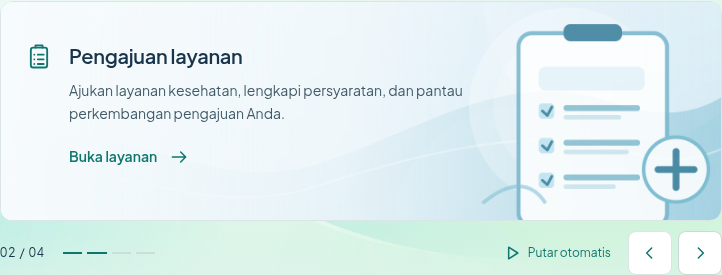 Pengajuan layanan
Ajukan layanan kesehatan, lengkapi persyaratan, dan pantau
perkembangan pengajuan Anda.
Buka layanan
02 / 04
Putar otomatis